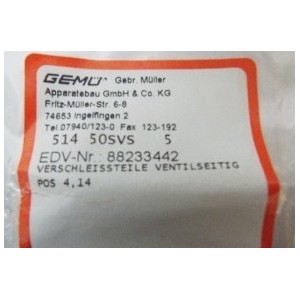 GEMÜ Gebr. Müller
Apparatebau GmbH & Co. KG
Fritz-Müller-Str. 6-8
74653 Ingelfingen 2
Tel.07940/123-0 Fax 123-192
514 50SVS 5
EDV-Nr.: 88233442
VERSCHLEISSTEILE VENTILSEITIG
POS 4,14